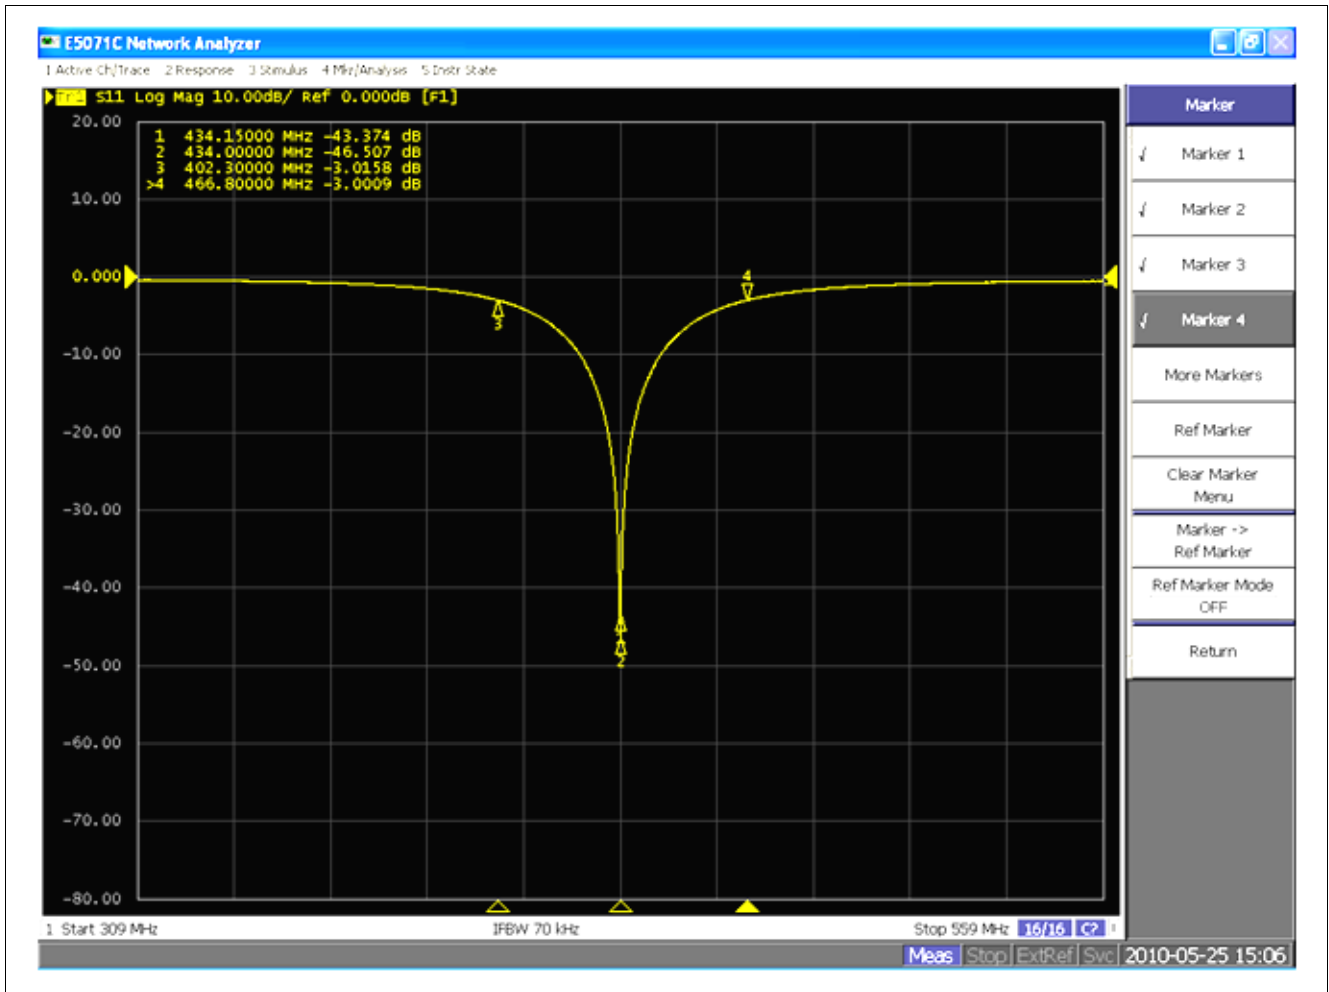 E5071C Network Analyzer
1 Active Ch/Trace 2 Response 3 Stimulus 4 Mkr/Analysis 5 Instr State
Tr1 S11 Log Mag 10.00dB/ Ref 0.000dB [F1]
20.00
1 434.15000 MHz -43.374 dB
2 434.00000 MHz -46.507 dB
3 402.30000 MHz -3.0158 dB
>4 466.80000 MHz -3.0009 dB
10.00
0.000
4
3
-10.00
-20.00
-30.00
-40.00
2
-50.00
-60.00
-70.00
-80.00
1 Start 309 MHz IFBW 70 kHz Stop 559 MHz 16/16 C?
Marker
√ Marker 1
√ Marker 2
√ Marker 3
√ Marker 4
More Markers
Ref Marker
Clear Marker
Menu
Marker ->
Ref Marker
Ref Marker Mode
OFF
Return
Meas Stop ExtRef Svc 2010-05-25 15:06